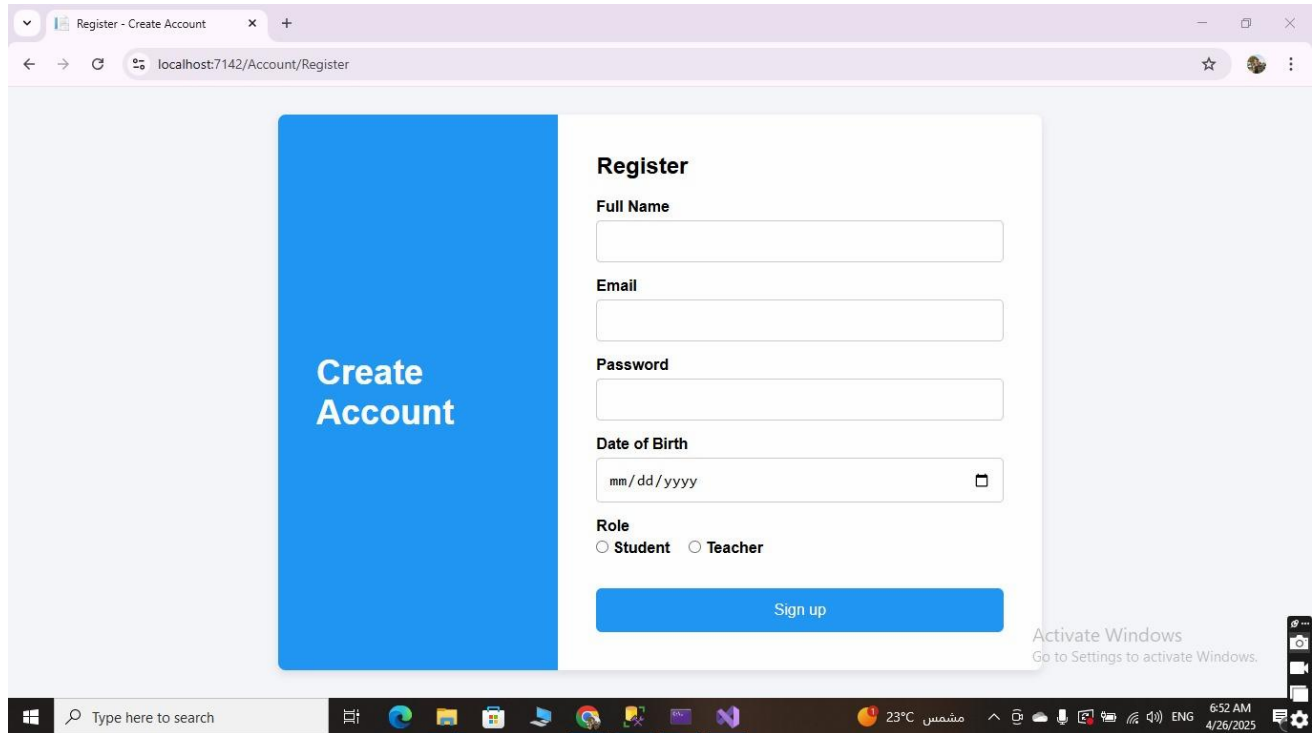 Register - Create Account
localhost:7142/Account/Register
Register
Full Name
Email
Create
Account
Password
Date of Birth
mm/dd/yyyy
Role
Student Teacher
Sign up
Activate Windows
Go to Settings to activate Windows.
Type here to search
1
23°C مشمس
ENG
6:52 AM
4/26/2025